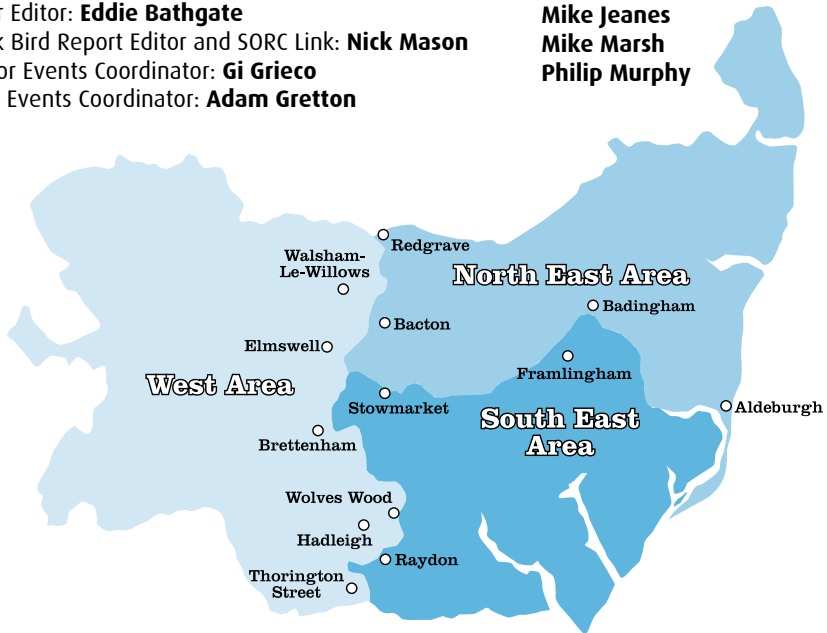 Editor: Eddie Bathgate
Bird Report Editor and SORC Link: Nick Mason
Events Coordinator: Gi Grieco
Events Coordinator: Adam Gretton
Mike Jeanes
Mike Marsh
Philip Murphy
Redgrave
Walsham-
Le-Willows
North East Area
Badingham
Bacton
Elmswell
Framlingham
West Area
Stowmarket
Aldeburgh
South East
Area
Brettenham
Wolves Wood
Hadleigh
Raydon
Thorington
Street